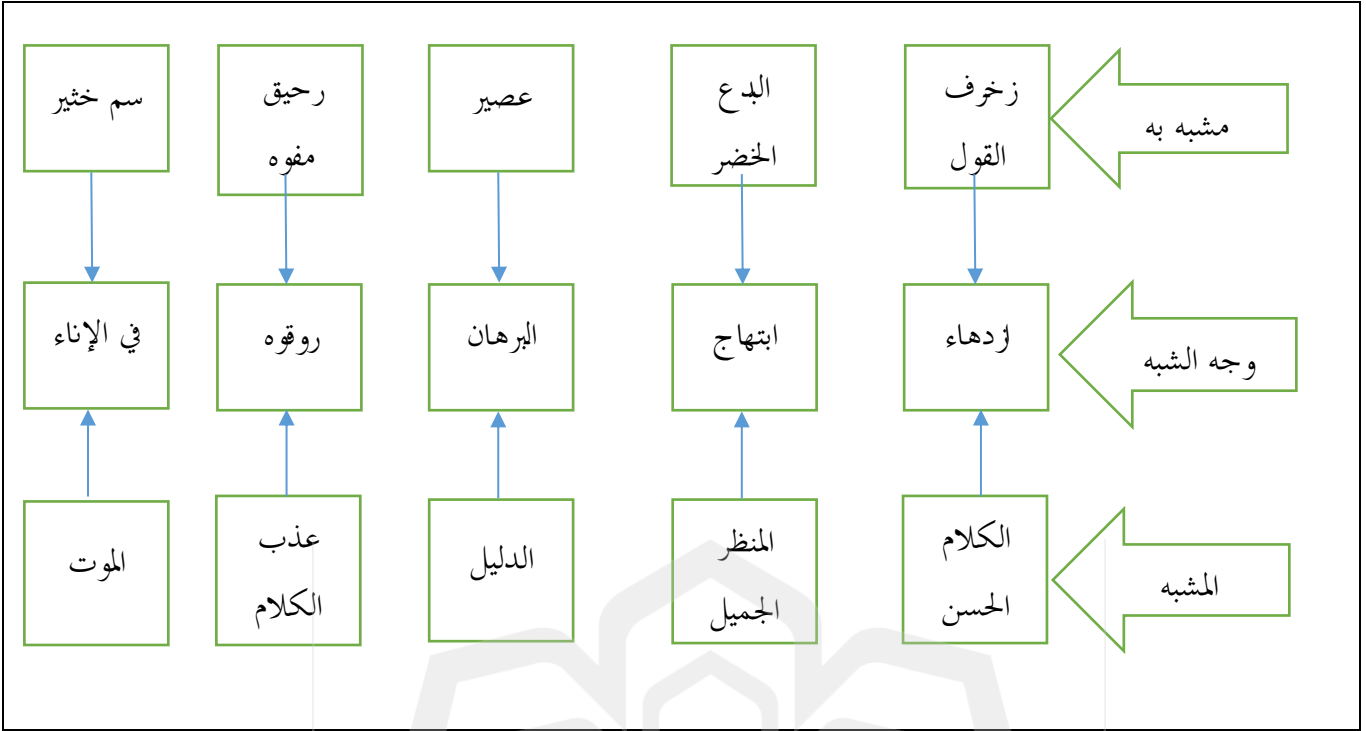 مشبه به
زخرف
القول
البدع
الخضر
عصير
رحيق
مفوه
سم خثير
وجه الشبه
ازدهاء
ابتهاج
البرهان
روقوه
في الإناء
المشبه
الكلام
الحسن
المنظر
الجميل
الدليل
عذب
الكلام
الموت